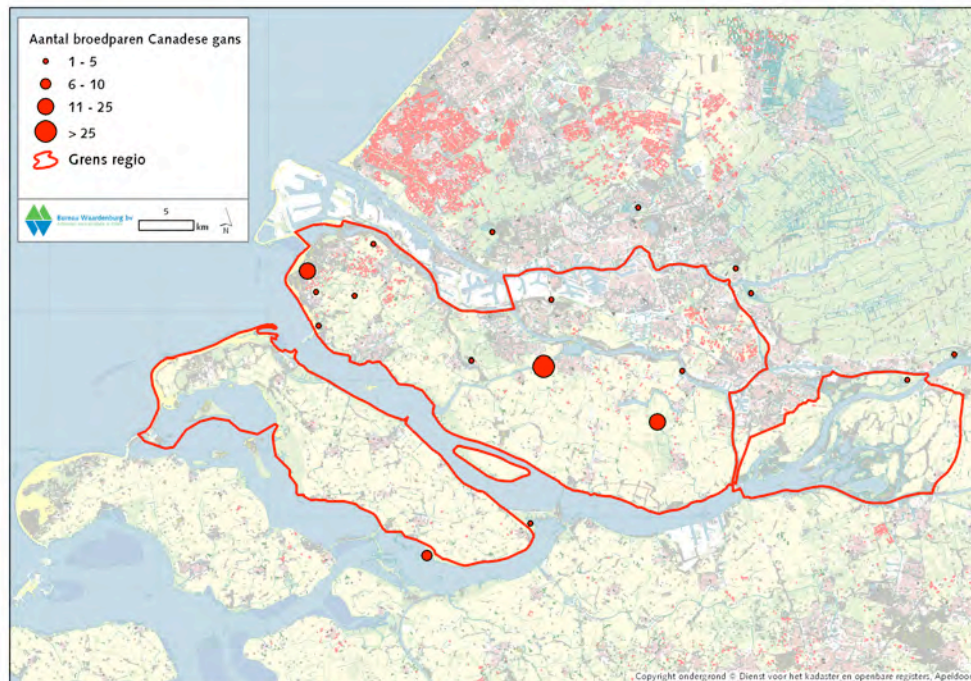 Aantal broedparen Canadese gans
1 - 5
6 - 10
11 - 25
> 25
Grens regio
Bureau Waardenburg bv
5
km
N
Copyright ondergrond © Dienst voor het kadaster en openbare registers, Apeldoor